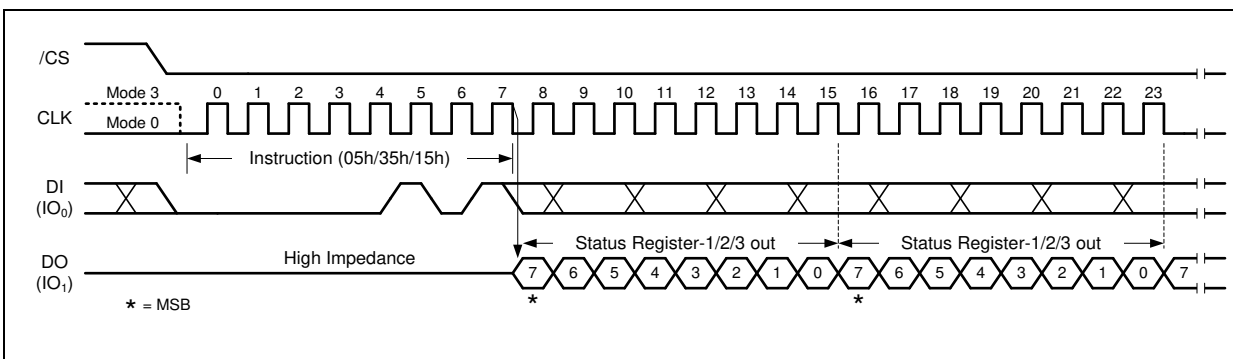 /CS
Mode 3 0 1 2 3 4 5 6 7 8 9 10 11 12 13 14 15 16 17 18 19 20 21 22 23
CLK
Mode 0
Instruction (05h/35h/15h)
DI
(IO₀)
Status Register-1/2/3 out Status Register-1/2/3 out
High Impedance
DO
(IO₁)
7 6 5 4 3 2 1 0 7 6 5 4 3 2 1 0 7
* *
* = MSB